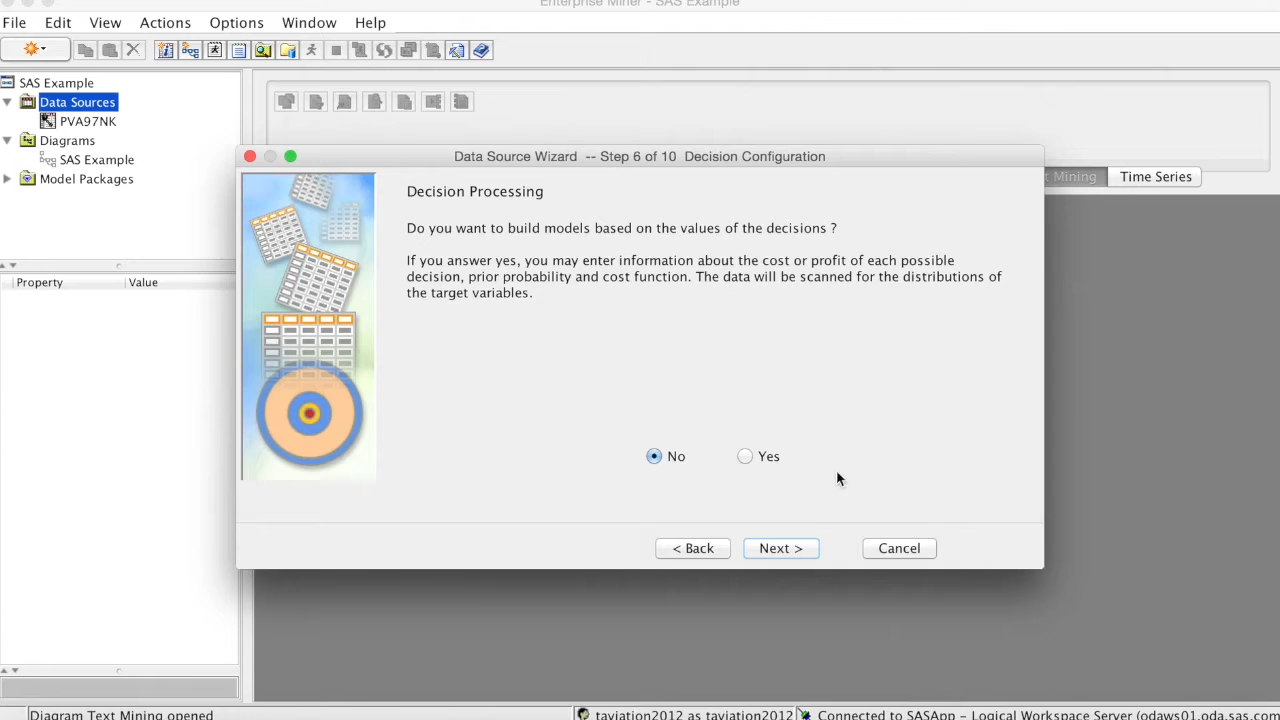 Enterprise Miner - SAS Example
File Edit View Actions Options Window Help
SAS Example
Data Sources
PVA97NK
Diagrams
SAS Example
Model Packages
Property Value
t Mining Time Series
Data Source Wizard -- Step 6 of 10 Decision Configuration
Decision Processing
Do you want to build models based on the values of the decisions ?
If you answer yes, you may enter information about the cost or profit of each possible
decision, prior probability and cost function. The data will be scanned for the distributions of
the target variables.
No Yes
< Back Next > Cancel
Diagram Text Mining opened
taviation2012 as taviation2012
Connected to SASApp - Logical Workspace Server (odaws01.oda.sas.com